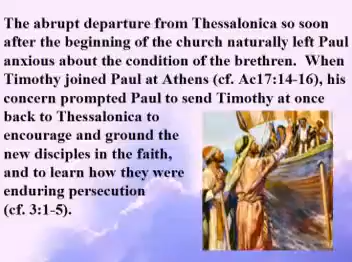 The abrupt departure from Thessalonica so soon
after the beginning of the church naturally left Paul
anxious about the condition of the brethren.  When
Timothy joined Paul at Athens (cf. Ac17:14-16), his
concern prompted Paul to send Timothy at once
back to Thessalonica to
encourage and ground the
new disciples in the faith,
and to learn how they were
enduring persecution
(cf. 3:1-5).